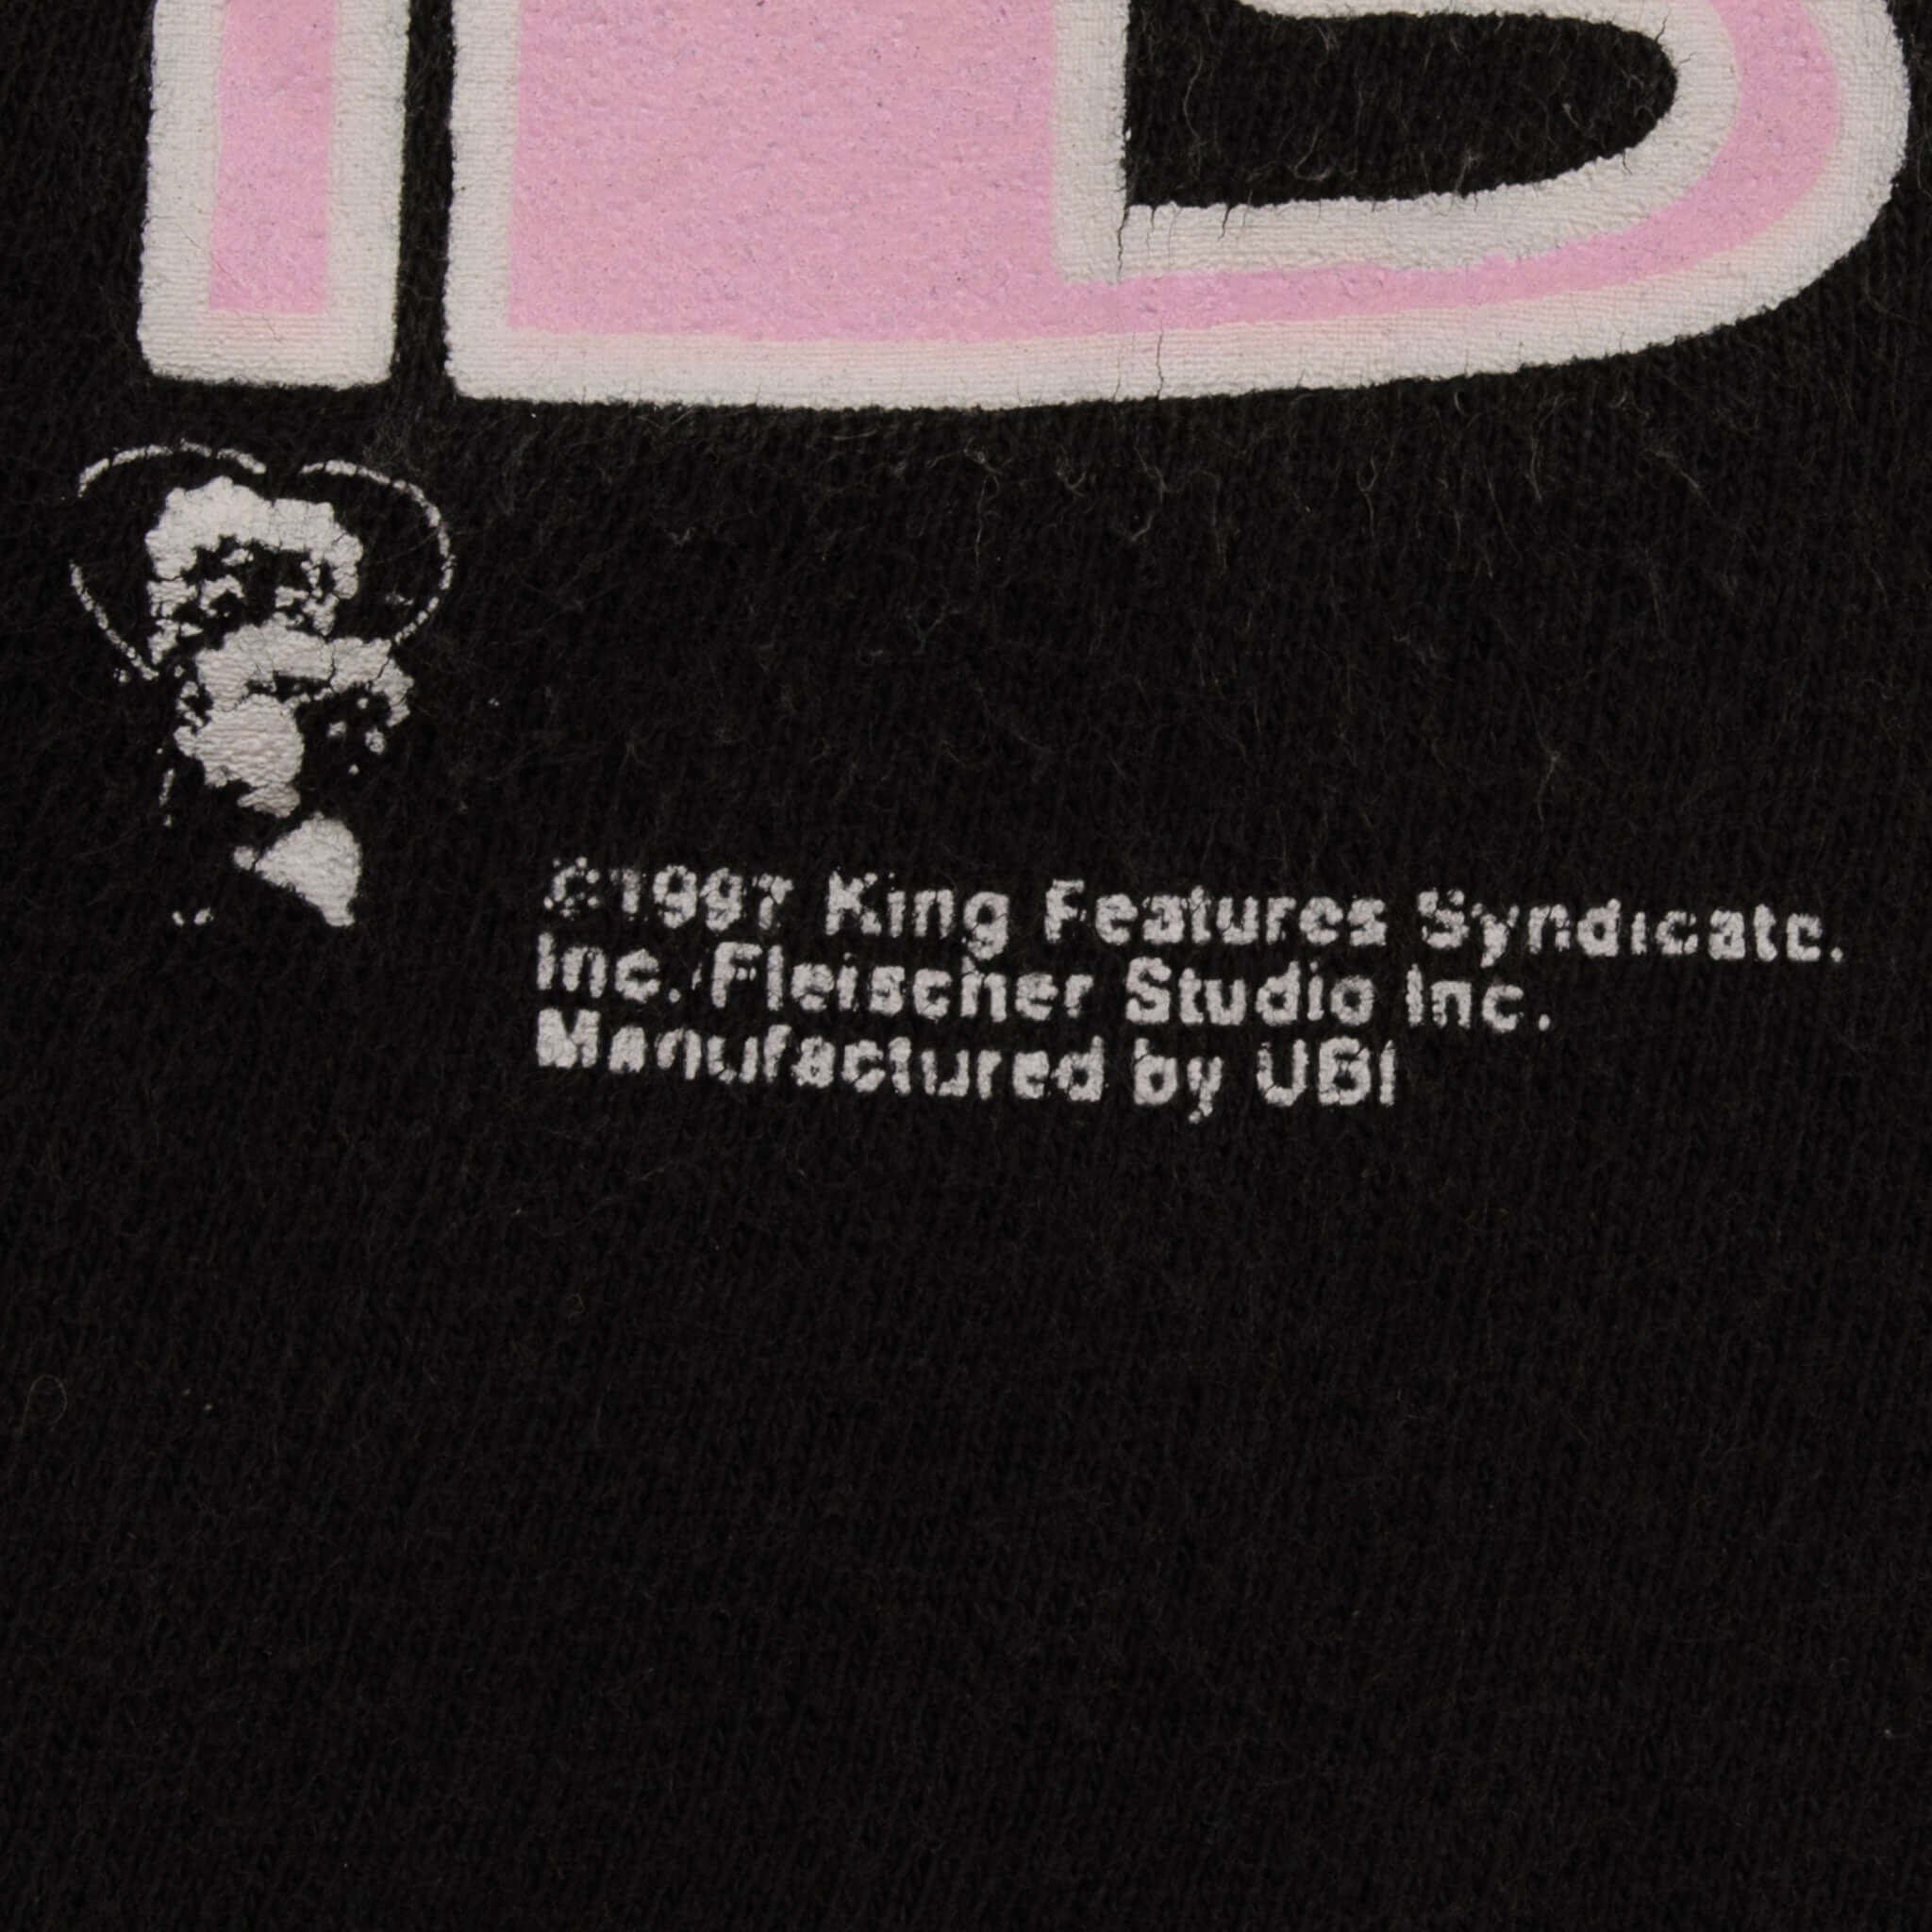 ©1997 King Features Syndicate.
Inc./Fleischer Studio Inc.
Manufactured by UBI